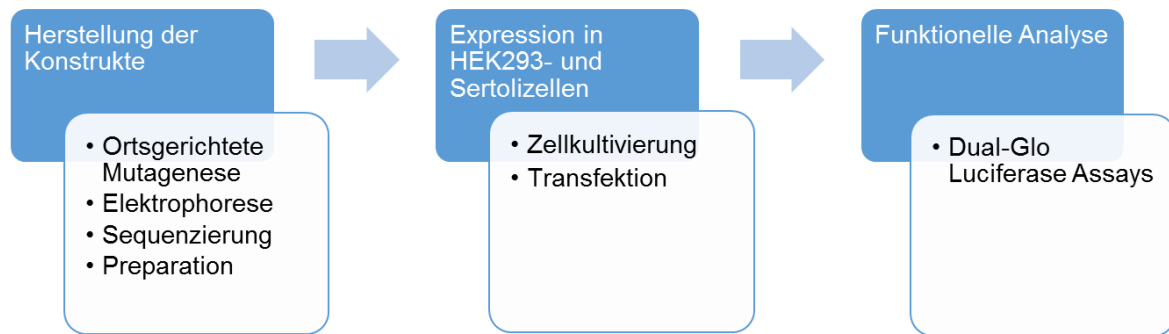 Herstellung der
Konstrukte
• Ortsgerichtete
Mutagenese
• Elektrophorese
• Sequenzierung
• Preparation
Expression in
HEK293- und
Sertolizellen
• Zellkultivierung
• Transfektion
Funktionelle Analyse
• Dual-Glo
Luciferase Assays